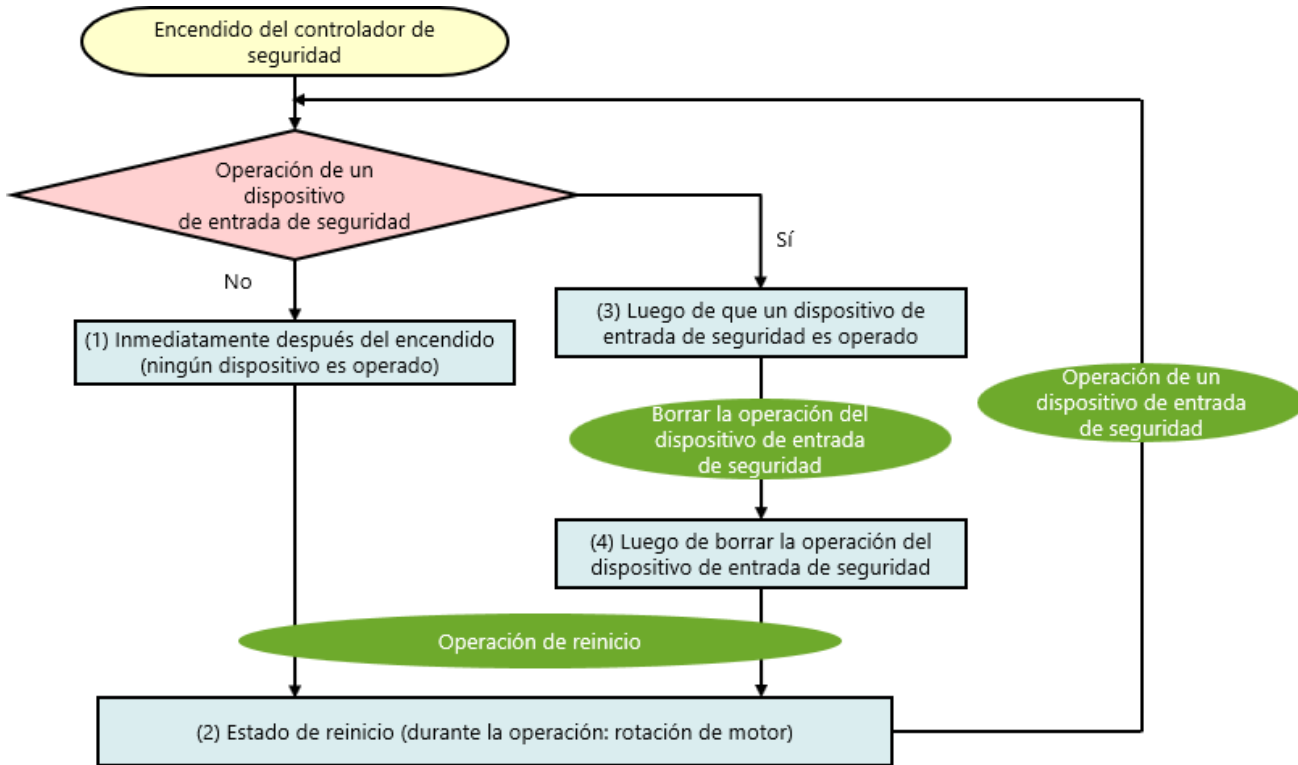 Encendido del controlador de
seguridad
Operación de un
dispositivo
de entrada de seguridad
Sí
No
(1) Inmediatamente después del encendido
(ningún dispositivo es operado)
(3) Luego de que un dispositivo de
entrada de seguridad es operado
Operación de un
dispositivo de entrada
de seguridad
Borrar la operación del
dispositivo de entrada
de seguridad
(4) Luego de borrar la operación del
dispositivo de entrada de seguridad
Operación de reinicio
(2) Estado de reinicio (durante la operación: rotación de motor)